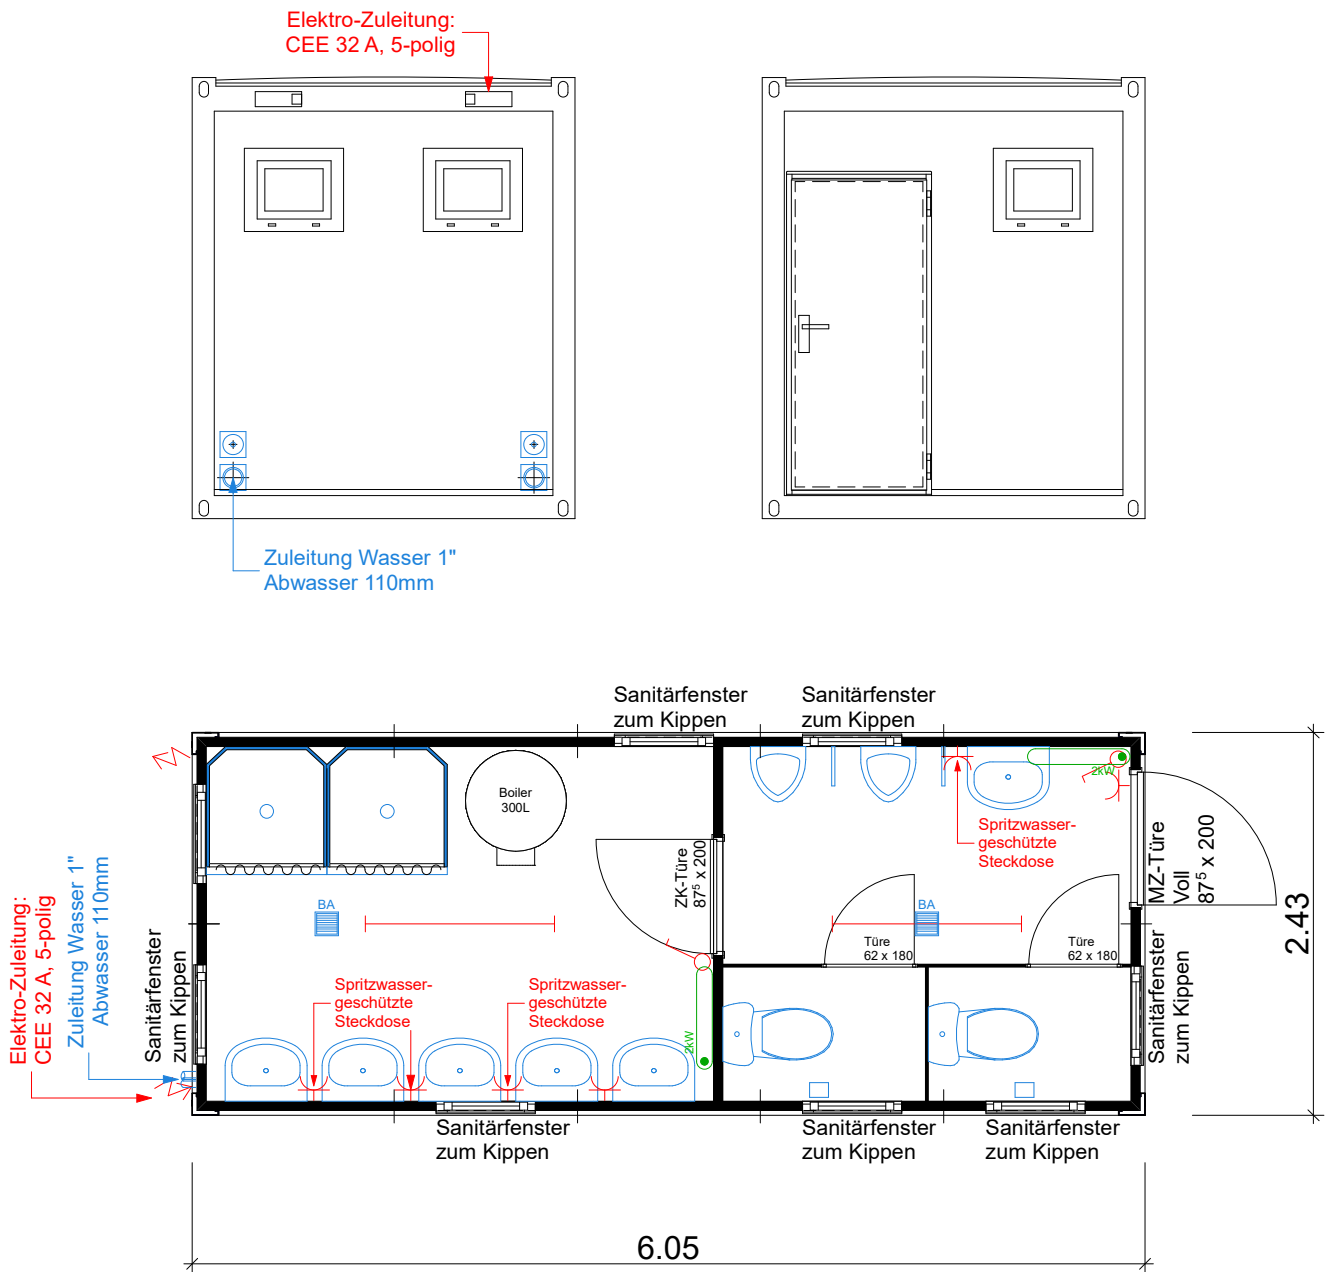 Elektro-Zuleitung:
CEE 32 A, 5-polig
Zuleitung Wasser 1"
Abwasser 110mm
Sanitärfenster
zum Kippen
Sanitärfenster
zum Kippen
Boiler
300L
2kW
Spritzwasser-
geschützte
Steckdose
ZK-Türe
87⁵ x 200
MZ-Türe
Voll
87⁵ x 200
2.43
BA
BA
Türe
62 x 180
Türe
62 x 180
Elektro-Zuleitung:
CEE 32 A, 5-polig
Zuleitung Wasser 1"
Abwasser 110mm
Sanitärfenster
zum Kippen
Spritzwasser-
geschützte
Steckdose
Spritzwasser-
geschützte
Steckdose
2kW
Sanitärfenster
zum Kippen
Sanitärfenster
zum Kippen
Sanitärfenster
zum Kippen
Sanitärfenster
zum Kippen
6.05